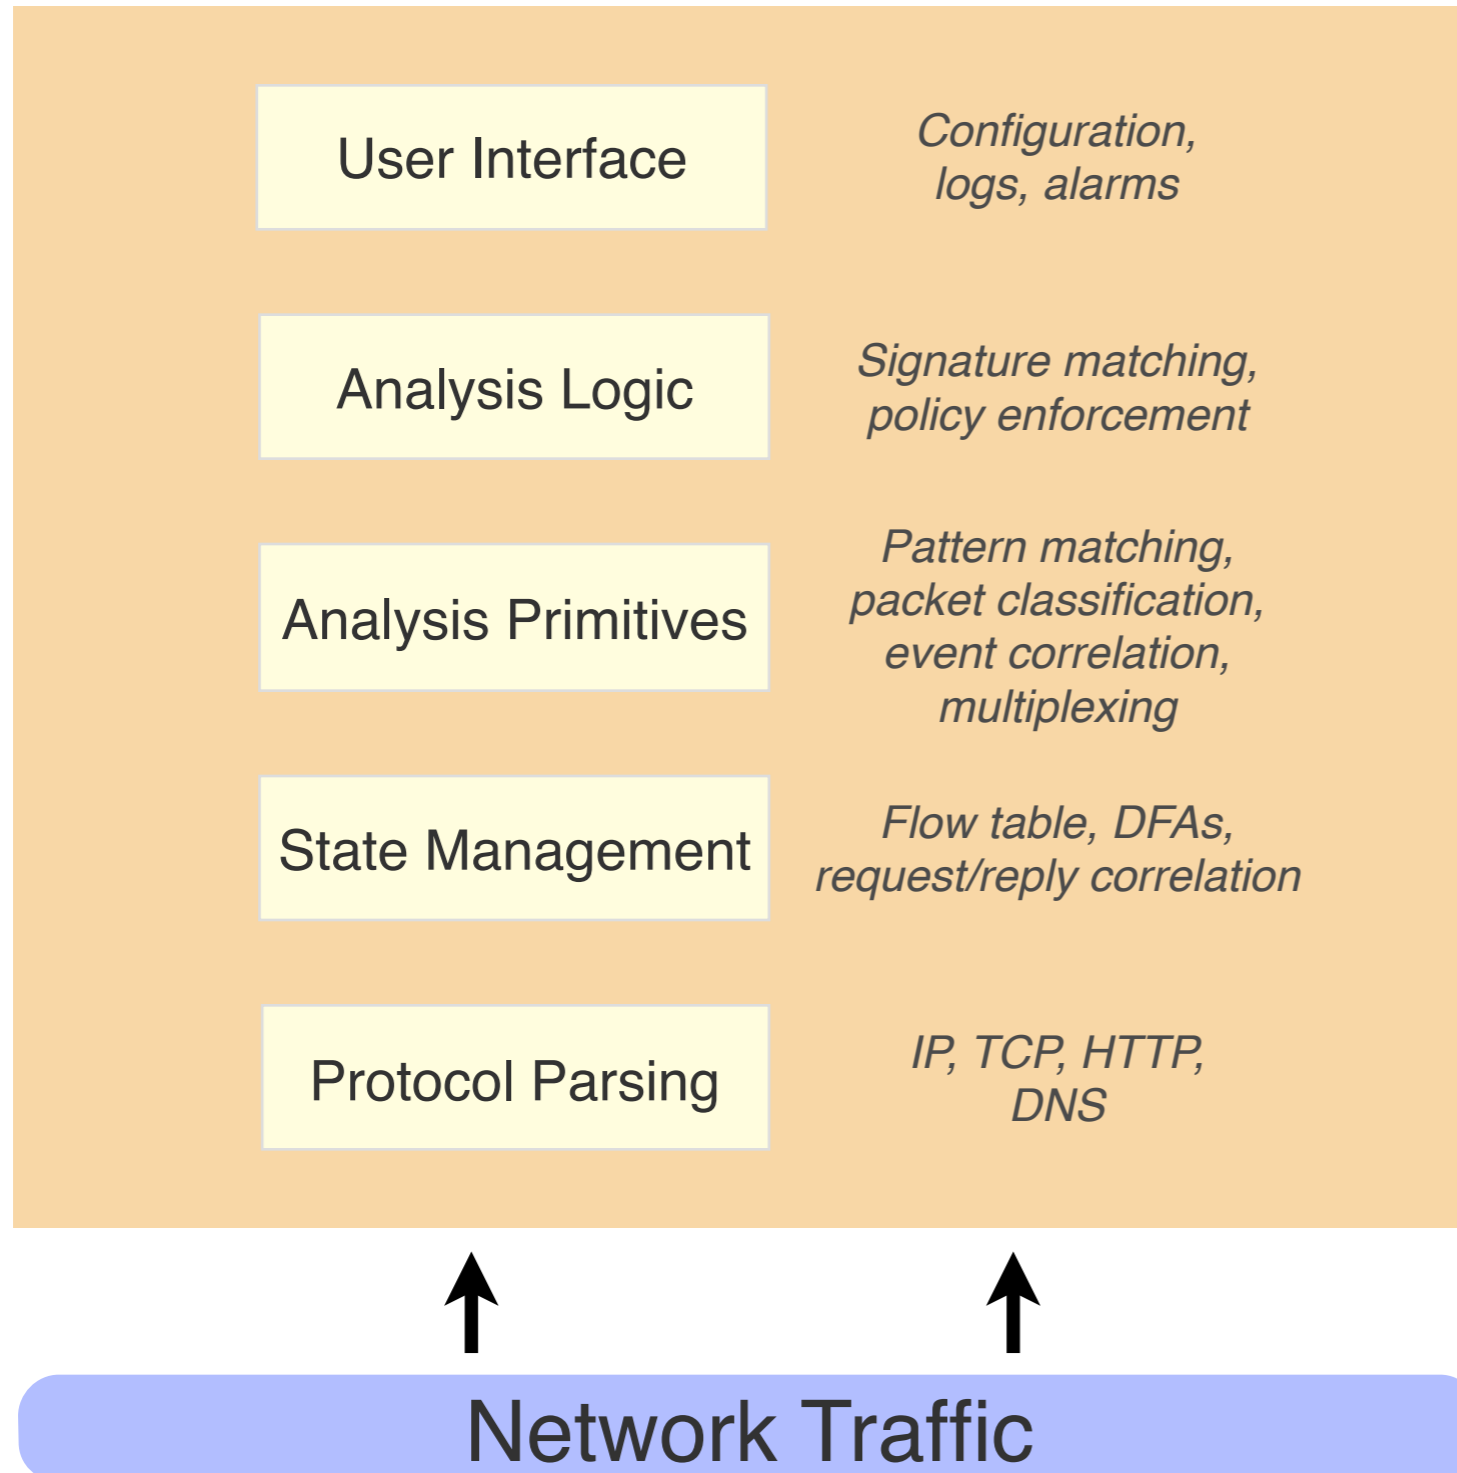 User Interface
Configuration,
logs, alarms
Analysis Logic
Signature matching,
policy enforcement
Analysis Primitives
Pattern matching,
packet classification,
event correlation,
multiplexing
State Management
Flow table, DFAs,
request/reply correlation
Protocol Parsing
IP, TCP, HTTP,
DNS
Network Traffic